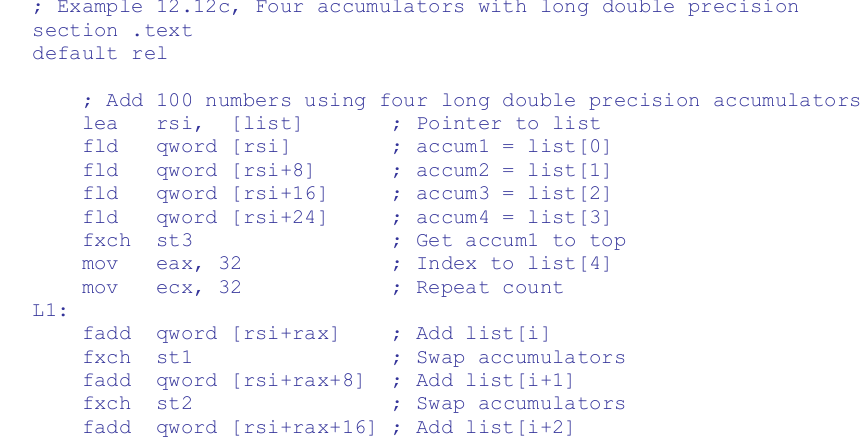 ; Example 12.12c, Four accumulators with long double precision
section .text
default rel
; Add 100 numbers using four long double precision accumulators
lea rsi, [list] ; Pointer to list
fld qword [rsi] ; accum1 = list[0]
fld qword [rsi+8] ; accum2 = list[1]
fld qword [rsi+16] ; accum3 = list[2]
fld qword [rsi+24] ; accum4 = list[3]
fxch st3 ; Get accum1 to top
mov eax, 32 ; Index to list[4]
mov ecx, 32 ; Repeat count
L1:
fadd qword [rsi+rax] ; Add list[i]
fxch st1 ; Swap accumulators
fadd qword [rsi+rax+8] ; Add list[i+1]
fxch st2 ; Swap accumulators
fadd qword [rsi+rax+16] ; Add list[i+2]